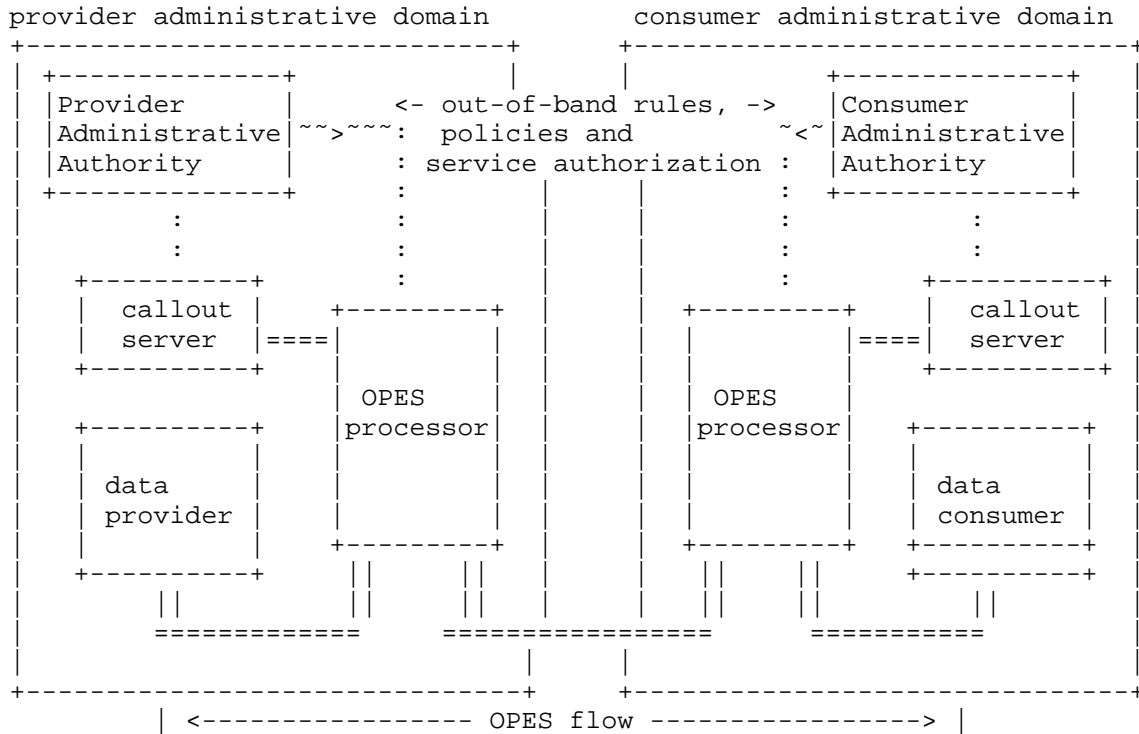 provider administrative domain consumer administrative domain
Provider <- out-of-band rules, -> Consumer
Administrative policies and Administrative
Authority service authorization Authority
callout callout
server server
OPES OPES
processor processor
data data
provider consumer
<----------------- OPES flow ----------------->